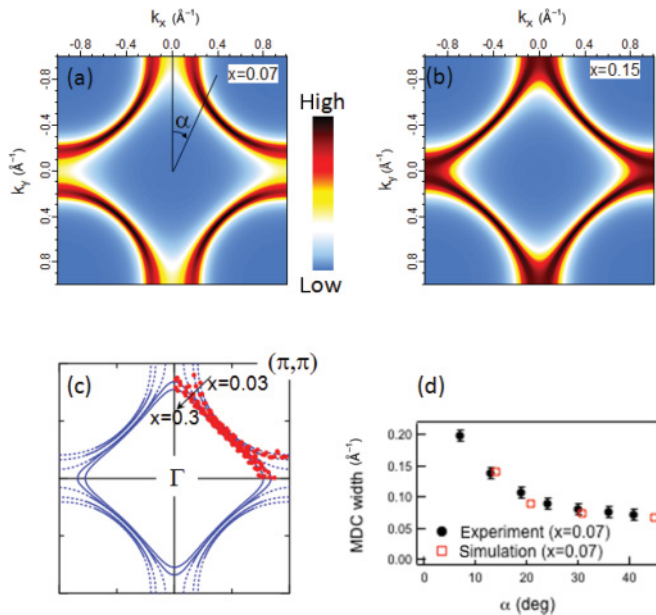 kx (Å⁻¹)
-0.8 -0.4 0.0 0.4 0.8
kx (Å⁻¹)
-0.8 -0.4 0.0 0.4 0.8
ky (Å⁻¹)
-0.8
-0.4
0.0
0.4
0.8
(a)
x=0.07
α
High
Low
ky (Å⁻¹)
-0.8
-0.4
0.0
0.4
0.8
(b)
x=0.15
(c)
(π,π)
x=0.03
x=0.3
Γ
(d)
MDC width (Å⁻¹)
0.20
0.15
0.10
0.05
0.00
Experiment (x=0.07)
Simulation (x=0.07)
0 10 20 30 40
α (deg)